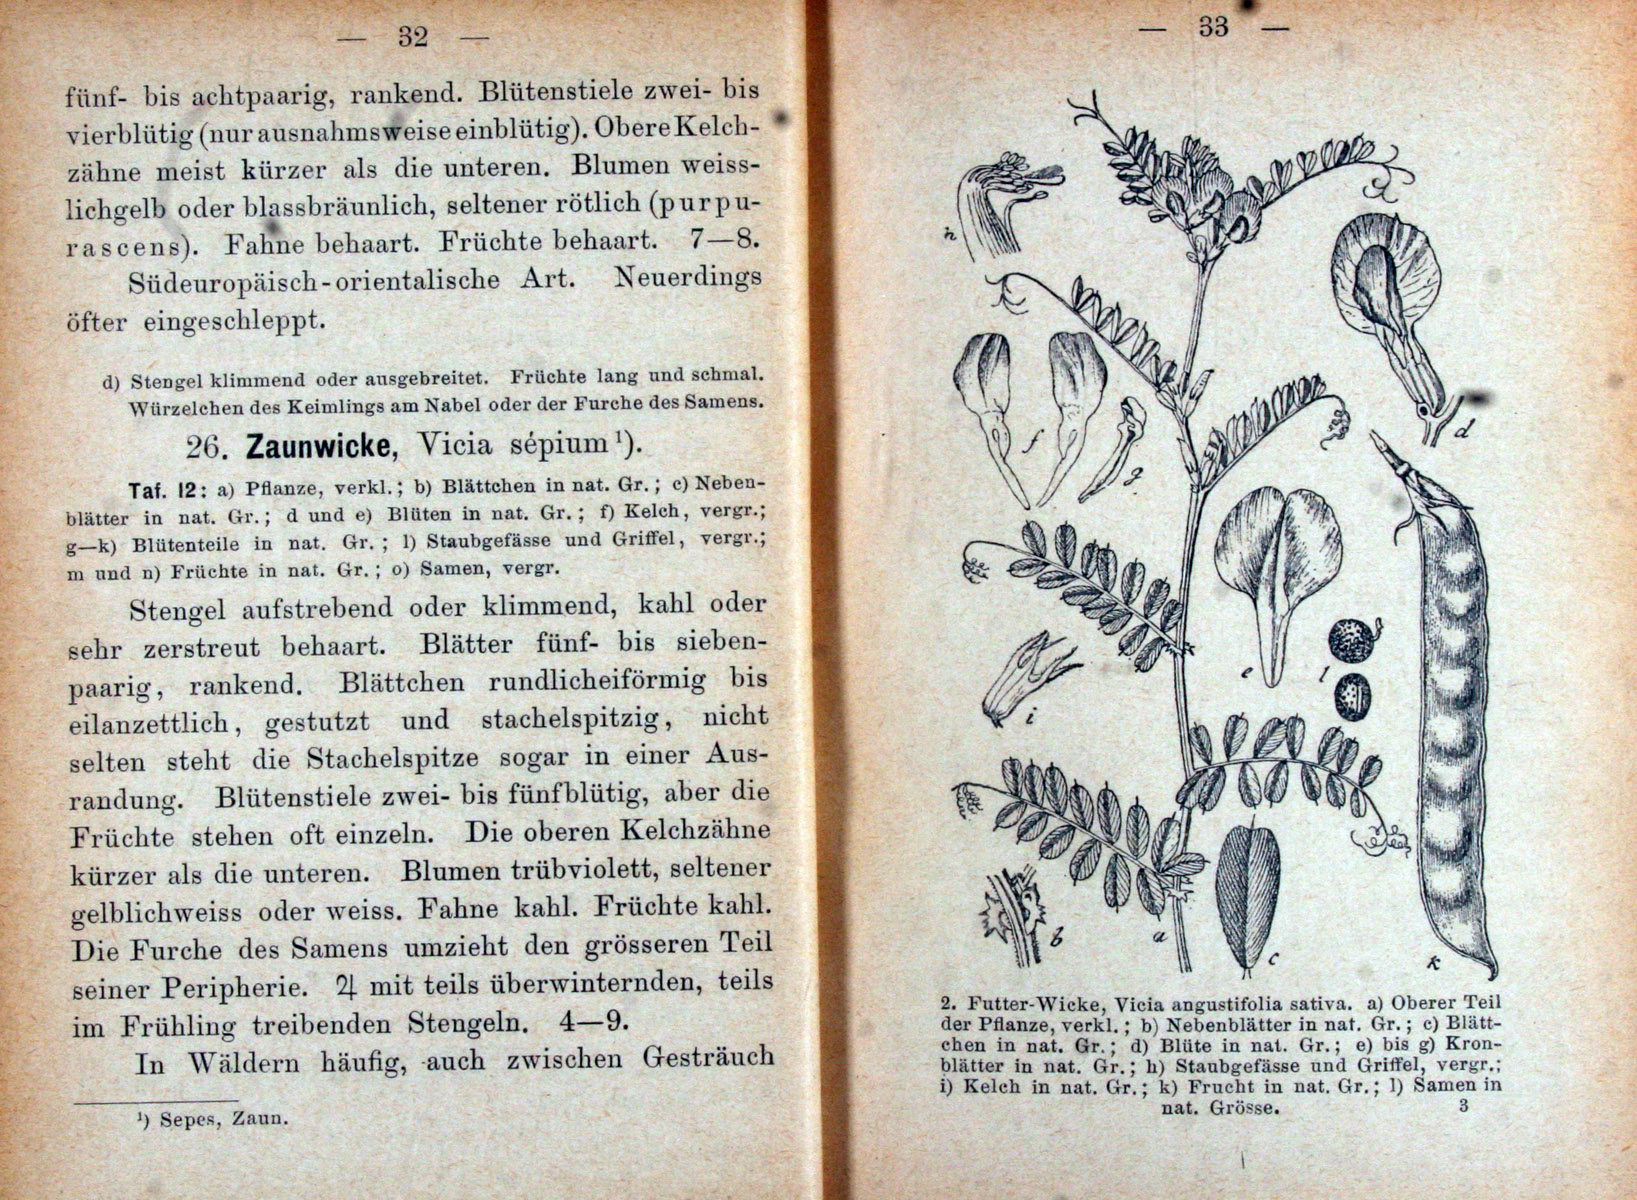 — 32 —
fünf- bis achtpaarig, rankend. Blütenstiele zwei- bis
vierblütig (nur ausnahmsweise einblütig). Obere Kelch-
zähne meist kürzer als die unteren. Blumen weiss-
lichgelb oder blassbräunlich, seltener rötlich (purpu-
rascens). Fahne behaart. Früchte behaart. 7—8.
Südeuropäisch-orientalische Art. Neuerdings
öfter eingeschleppt.
d) Stengel klimmend oder ausgebreitet. Früchte lang und schmal.
Würzelchen des Keimlings am Nabel oder der Furche des Samens.
26. Zaunwicke, Vicia sépium ¹).
Taf. 12: a) Pflanze, verkl.; b) Blättchen in nat. Gr.; c) Neben-
blätter in nat. Gr.; d und e) Blüten in nat. Gr.; f) Kelch, vergr.;
g—k) Blütenteile in nat. Gr.; l) Staubgefässe und Griffel, vergr.;
m und n) Früchte in nat. Gr.; o) Samen, vergr.
Stengel aufstrebend oder klimmend, kahl oder
sehr zerstreut behaart. Blätter fünf- bis sieben-
paarig, rankend. Blättchen rundlicheiförmig bis
eilanzettlich, gestutzt und stachelspitzig, nicht
selten steht die Stachelspitze sogar in einer Aus-
randung. Blütenstiele zwei- bis fünfblütig, aber die
Früchte stehen oft einzeln. Die oberen Kelchzähne
kürzer als die unteren. Blumen trübviolett, seltener
gelblichweiss oder weiss. Fahne kahl. Früchte kahl.
Die Furche des Samens umzieht den grösseren Teil
seiner Peripherie. ♃ mit teils überwinternden, teils
im Frühling treibenden Stengeln. 4—9.
In Wäldern häufig, auch zwischen Gesträuch
¹) Sepes, Zaun.
— 33 —
h
d
f
g
e
l
i
b
a
c
k
2. Futter-Wicke, Vicia angustifolia sativa. a) Oberer Teil
der Pflanze, verkl.; b) Nebenblätter in nat. Gr.; c) Blätt-
chen in nat. Gr.; d) Blüte in nat. Gr.; e) bis g) Kron-
blätter in nat. Gr.; h) Staubgefässe und Griffel, vergr.;
i) Kelch in nat. Gr.; k) Frucht in nat. Gr.; l) Samen in
nat. Grösse. 3